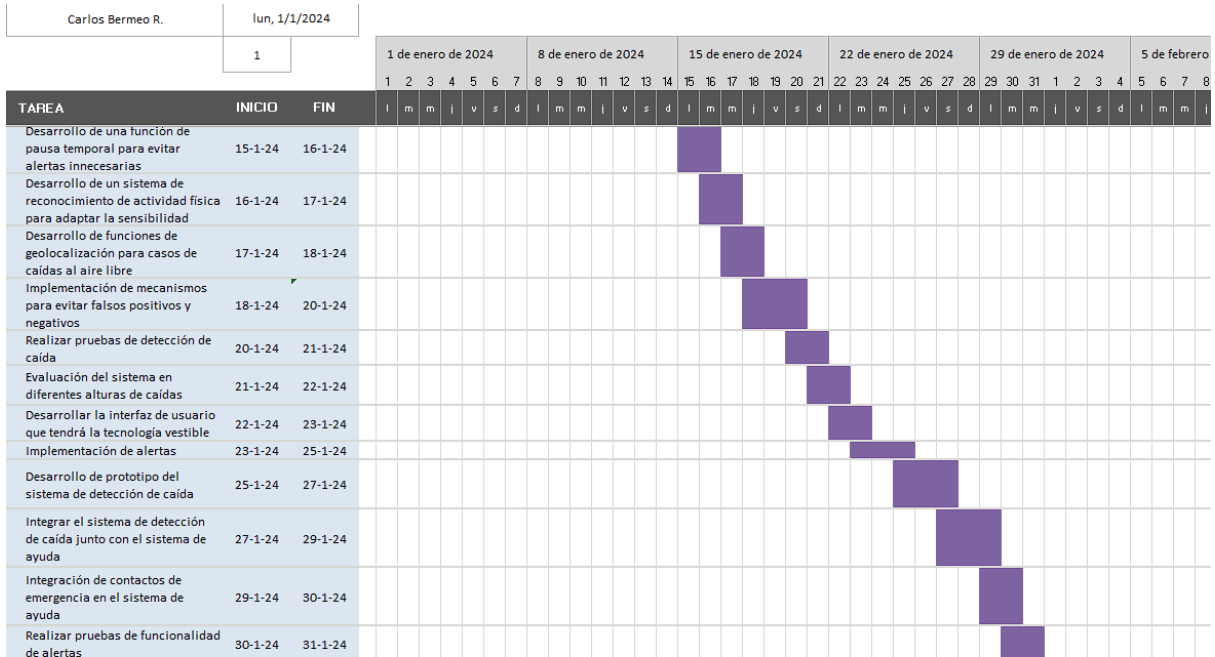 Carlos Bermeo R. lun, 1/1/2024
1 1 de enero de 2024 8 de enero de 2024 15 de enero de 2024 22 de enero de 2024 29 de enero de 2024 5 de febrero
1 2 3 4 5 6 7 8 9 10 11 12 13 14 15 16 17 18 19 20 21 22 23 24 25 26 27 28 29 30 31 1 2 3 4 5 6 7 8
TAREA INICIO FIN l m m j v s d l m m j v s d l m m j v s d l m m j v s d l m m j v s d l m m j
Desarrollo de una función de
pausa temporal para evitar 15-1-24 16-1-24
alertas innecesarias
Desarrollo de un sistema de
reconocimiento de actividad física 16-1-24 17-1-24
para adaptar la sensibilidad
Desarrollo de funciones de
geolocalización para casos de 17-1-24 18-1-24
caídas al aire libre
Implementación de mecanismos
para evitar falsos positivos y 18-1-24 20-1-24
negativos
Realizar pruebas de detección de
caída 20-1-24 21-1-24
Evaluación del sistema en
diferentes alturas de caídas 21-1-24 22-1-24
Desarrollar la interfaz de usuario
que tendrá la tecnología vestible 22-1-24 23-1-24
Implementación de alertas 23-1-24 25-1-24
Desarrollo de prototipo del
sistema de detección de caída 25-1-24 27-1-24
Integrar el sistema de detección
de caída junto con el sistema de 27-1-24 29-1-24
ayuda
Integración de contactos de
emergencia en el sistema de 29-1-24 30-1-24
ayuda
Realizar pruebas de funcionalidad
de alertas 30-1-24 31-1-24